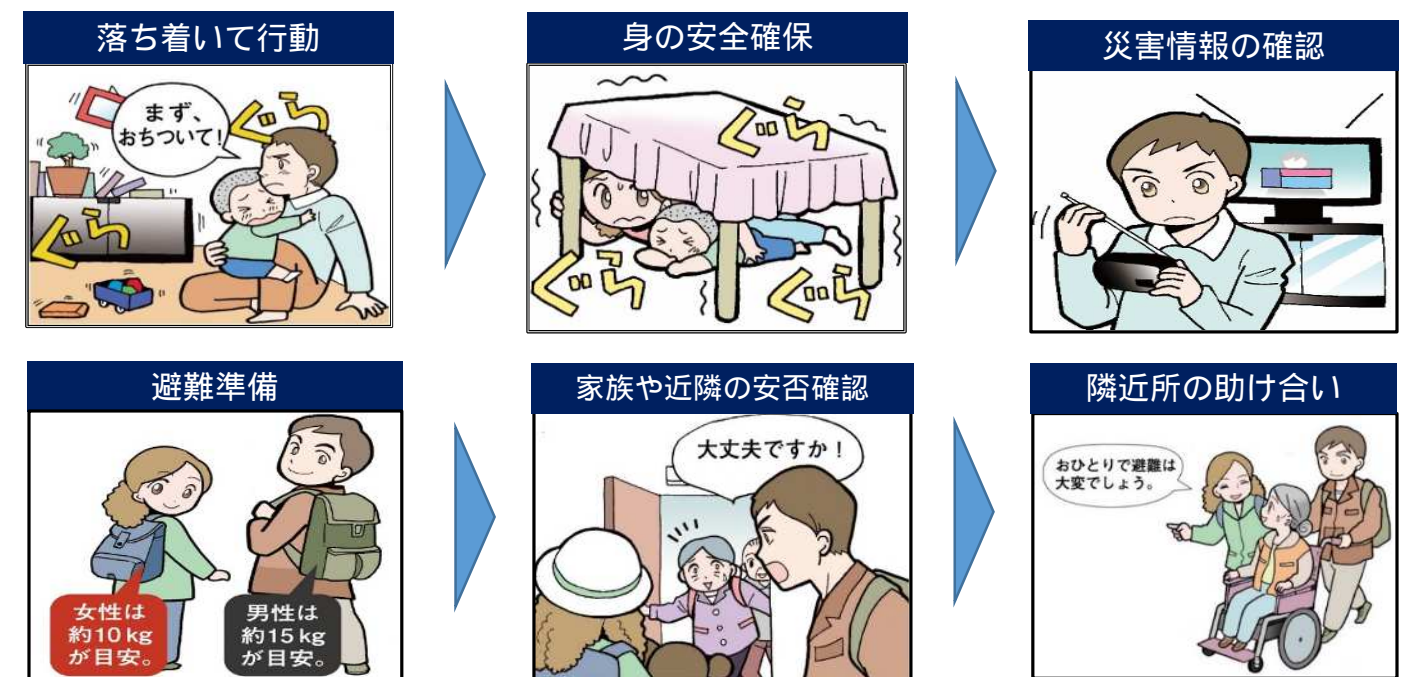 落ち着いて行動
まず、
おちついて!
ぐら
ぐら
身の安全確保
ぐら
ぐら
ぐら
災害情報の確認
避難準備
女性は
約10kg
が目安。
男性は
約15kg
が目安。
家族や近隣の安否確認
大丈夫ですか!
隣近所の助け合い
おひとりで避難は
大変でしょう。